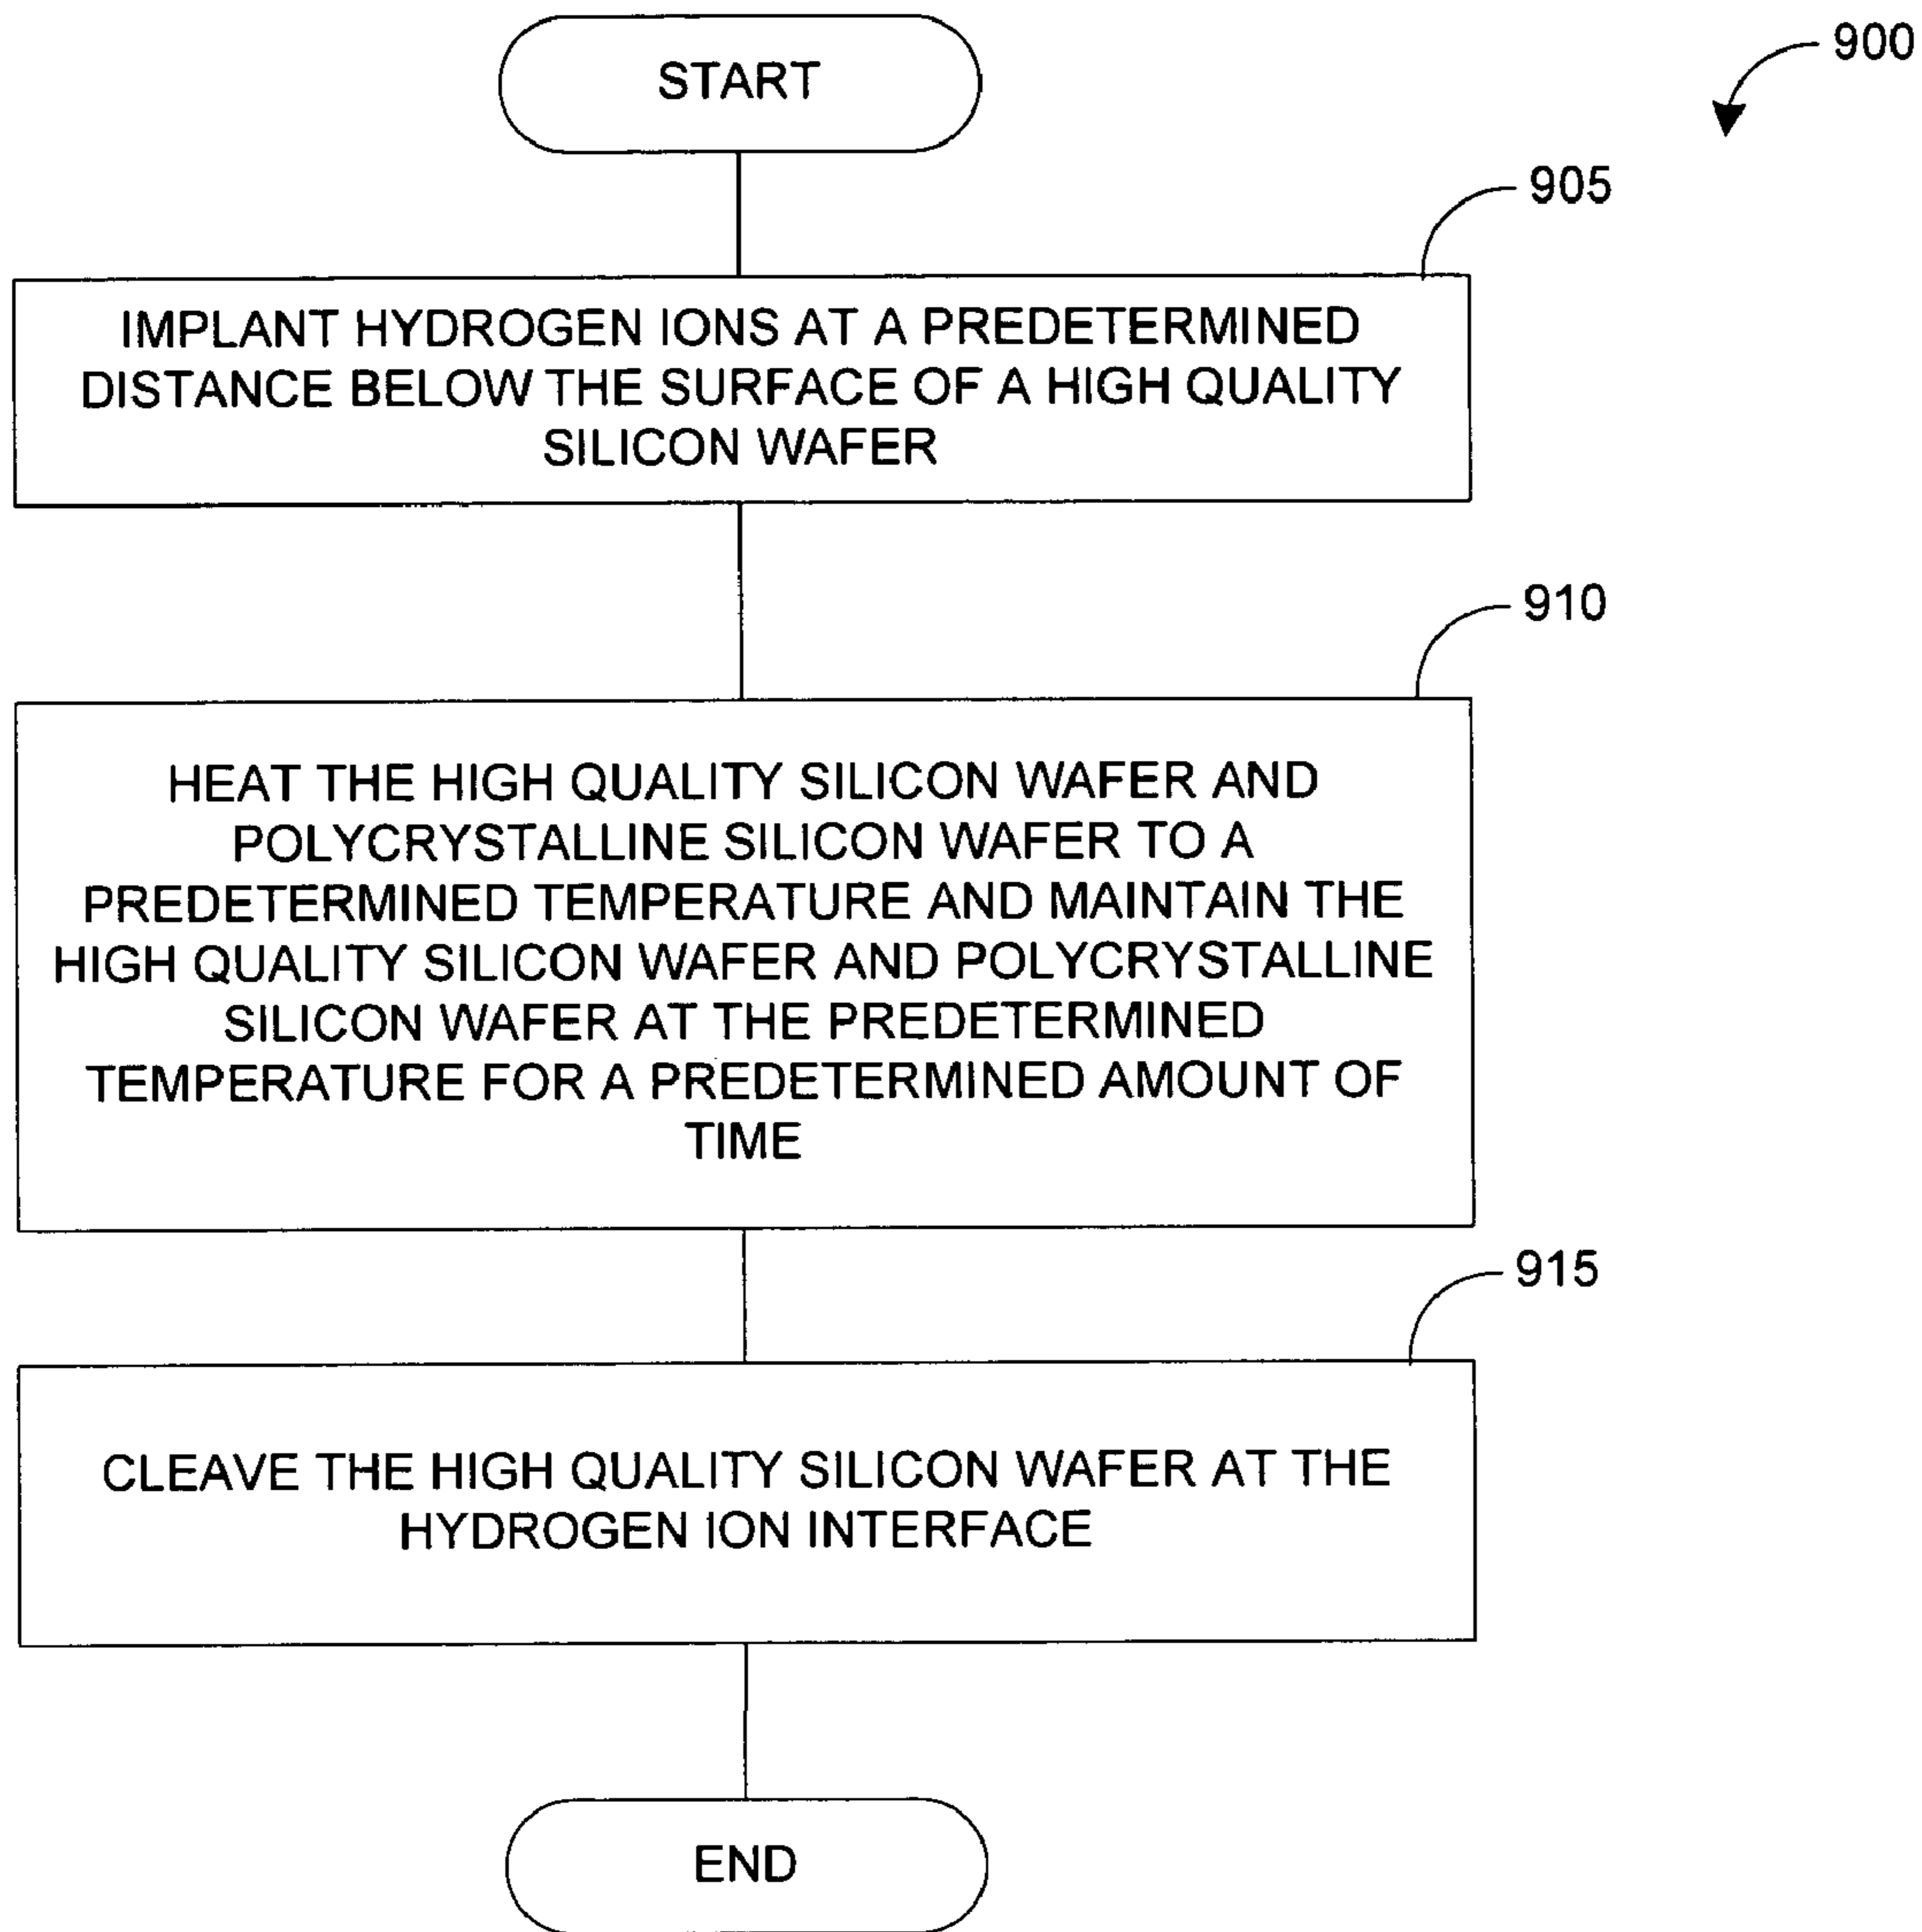 START
900
905
IMPLANT HYDROGEN IONS AT A PREDETERMINED
DISTANCE BELOW THE SURFACE OF A HIGH QUALITY
SILICON WAFER
910
HEAT THE HIGH QUALITY SILICON WAFER AND
POLYCRYSTALLINE SILICON WAFER TO A
PREDETERMINED TEMPERATURE AND MAINTAIN THE
HIGH QUALITY SILICON WAFER AND POLYCRYSTALLINE
SILICON WAFER AT THE PREDETERMINED
TEMPERATURE FOR A PREDETERMINED AMOUNT OF
TIME
915
CLEAVE THE HIGH QUALITY SILICON WAFER AT THE
HYDROGEN ION INTERFACE
END